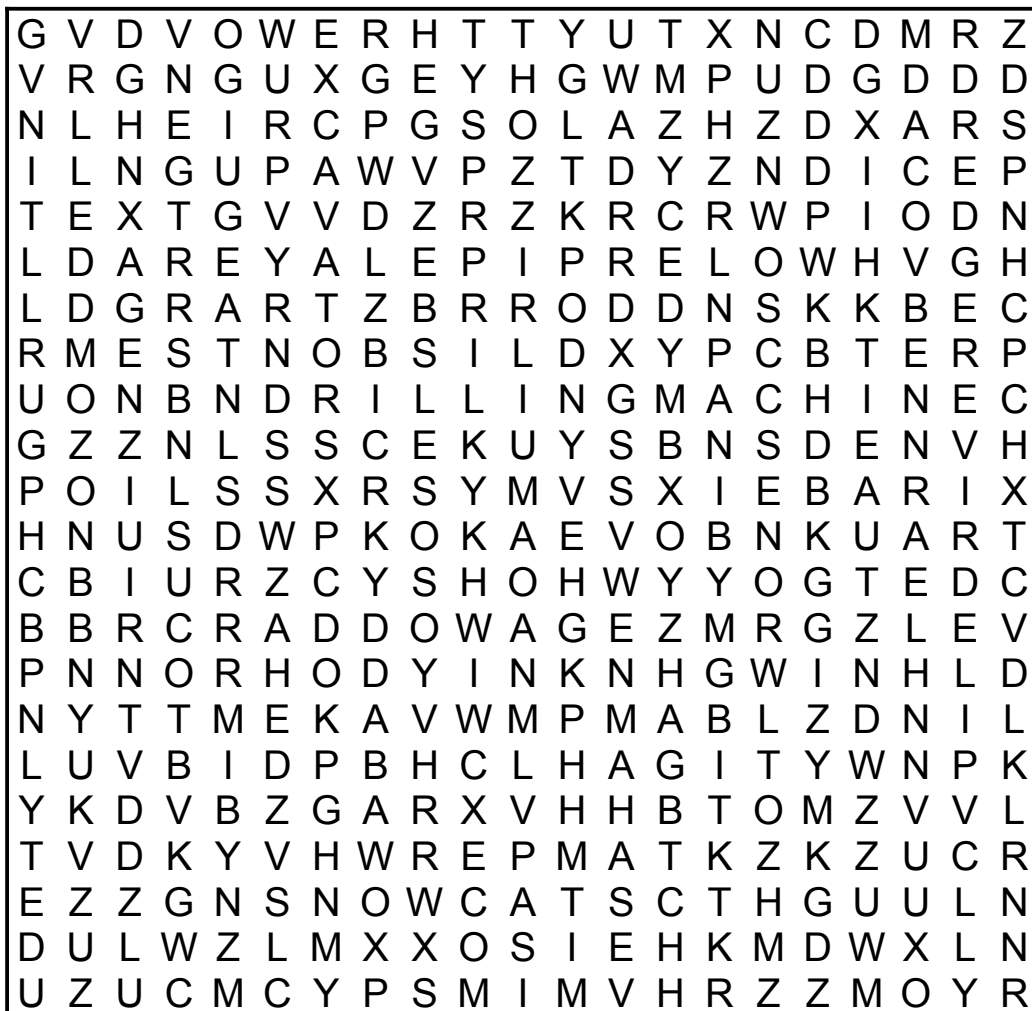 G V D V O W E R H T T Y U T X N C D M R Z
V R G N G U X G E Y H G W M P U D G D D D
N L H E I R C P G S O L A Z H Z D X A R S
I L N G U P A W V P Z T D Y Z N D I C E P
T E X T G V V D Z R Z K R C R W P I O D N
L D A R E Y A L E P I P R E L O W H V G H
L D G R A R T Z B R R O D D N S K K B E C
R M E S T N O B S I L D X Y P C B T E R P
U O N B N D R I L L I N G M A C H I N E C
G Z Z N L S S C E K U Y S B N S D E N V H
P O I L S S X R S Y M V S X I E B A R I X
H N U S D W P K O K A E V O B N K U A R T
C B I U R Z C Y S H O H W Y Y O G T E D C
B B R C R A D D O W A G E Z M R G Z L E V
P N N O R H O D Y I N K N H G W I N H L D
N Y T T M E K A V W M P M A B L Z D N I L
L U V B I D P B H C L H A G I T Y W N P K
Y K D V B Z G A R X V H H B T O M Z V V L
T V D K Y V H W R E P M A T K Z K Z U C R
E Z Z G N S N O W C A T S C T H G U U L N
D U L W Z L M X X O S I E H K M D W X L N
U Z U C M C Y P S M I M V H R Z Z M O Y R